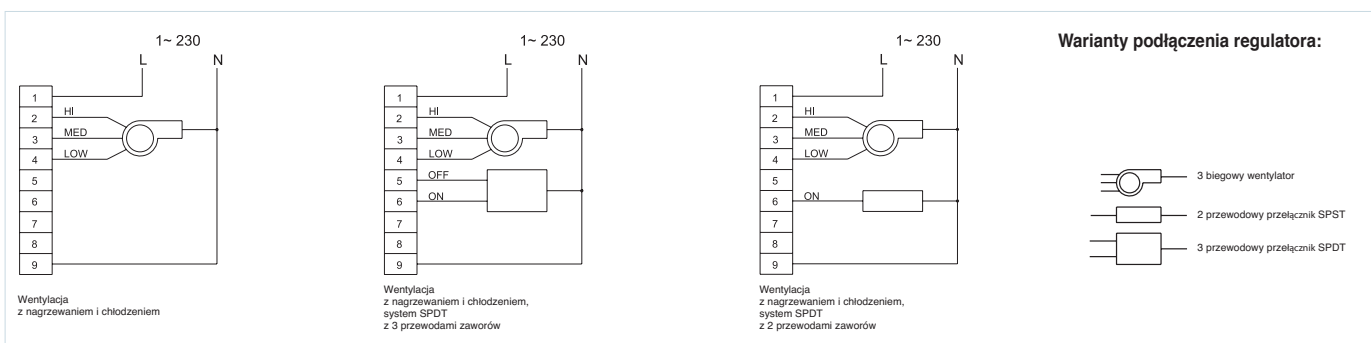 1~ 230
L N
1
2 HI
3 MED
4 LOW
5
6
7
8
9
Wentylacja
z nagrzewaniem i chłodzeniem
1~ 230
L N
1
2 HI
3 MED
4 LOW
5 OFF
6 ON
7
8
9
Wentylacja
z nagrzewaniem i chłodzeniem,
system SPDT
z 3 przewodami zaworów
1~ 230
L N
1
2 HI
3 MED
4 LOW
5
6 ON
7
8
9
Wentylacja
z nagrzewaniem i chłodzeniem,
system SPDT
z 2 przewodami zaworów
Warianty podłączenia regulatora:
3 biegowy wentylator
2 przewodowy przełącznik SPST
3 przewodowy przełącznik SPDT